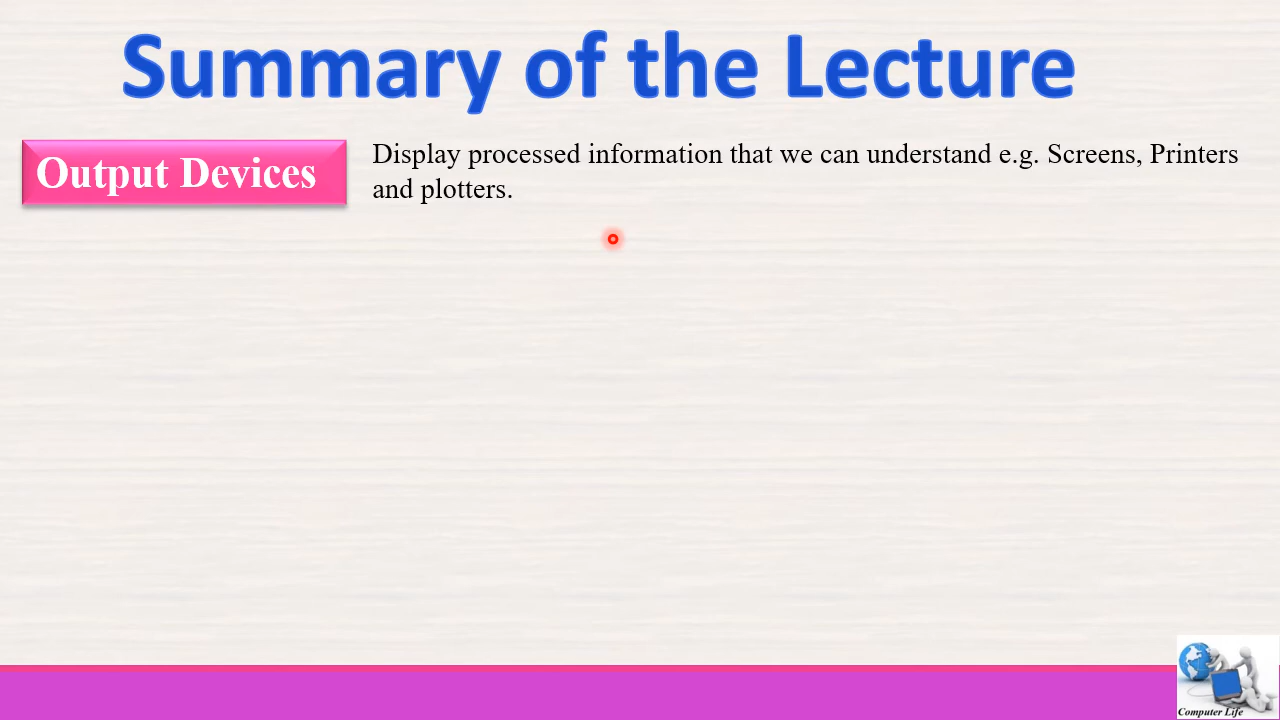 Summary of the Lecture
Output Devices
Display processed information that we can understand e.g. Screens, Printers
and plotters.
Computer Life